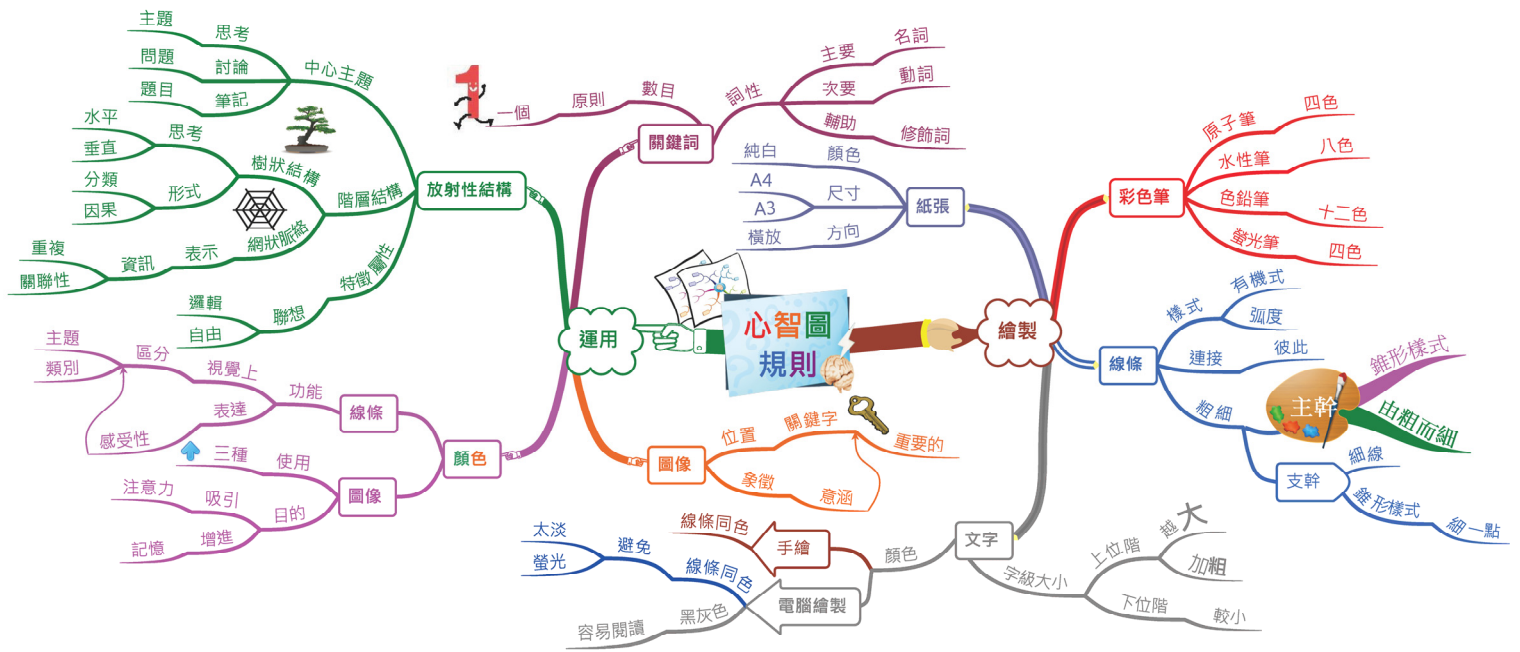 心智圖
規則
運用
關鍵詞
數目
原則
一個
1
詞性
主要
名詞
次要
動詞
輔助
修飾詞
放射性結構
中心主題
思考
主題
討論
問題
筆記
題目
階層結構
樹狀結構
思考
水平
垂直
形式
分類
因果
網狀脈絡
表示
資訊
重複
關聯性
屬性
特徵
聯想
邏輯
自由
顏色
線條
功能
視覺上
區分
主題
類別
表達
感受性
圖像
使用
三種
目的
吸引
注意力
增進
記憶
圖像
位置
關鍵字
重要的
象徵
意涵
繪製
紙張
顏色
純白
尺寸
A4
A3
方向
橫放
彩色筆
原子筆
四色
水性筆
八色
色鉛筆
十二色
螢光筆
四色
線條
樣式
有機式
弧度
連接
彼此
粗細
主幹
錐形樣式
由粗而細
支幹
細線
錐形樣式
細一點
文字
顏色
手繪
線條同色
電腦繪製
線條同色
避免
太淡
螢光
黑灰色
容易閱讀
字級大小
上位階
越大
加粗
下位階
較小